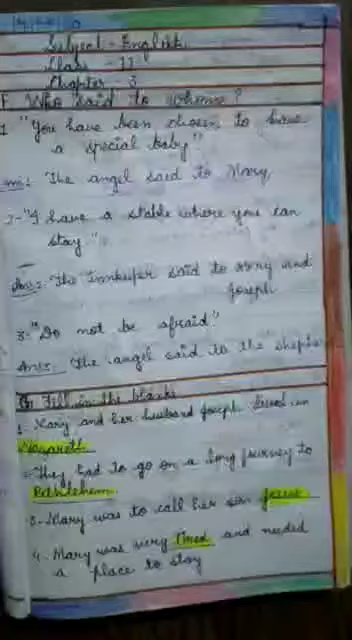 Subject - English
Class - II
Chapter - 3
F. Who said to whome?
1 "You have been chosen to have
a special baby"
Ans: The angel said to Mary
2- "I have a stable where you can
stay."
Ans: The Innkeeper said to Mary and
Joseph
3- "Do not be afraid"
Ans: The angel said to the shephe
G. Fill in the blacks
1. Mary and her husband Joseph lived in
Nazareth
2- They had to go on a long journey to
Bethlehem.
3- Mary was to call her son Jesus
4- Mary was very Tired and needed
a place to stay